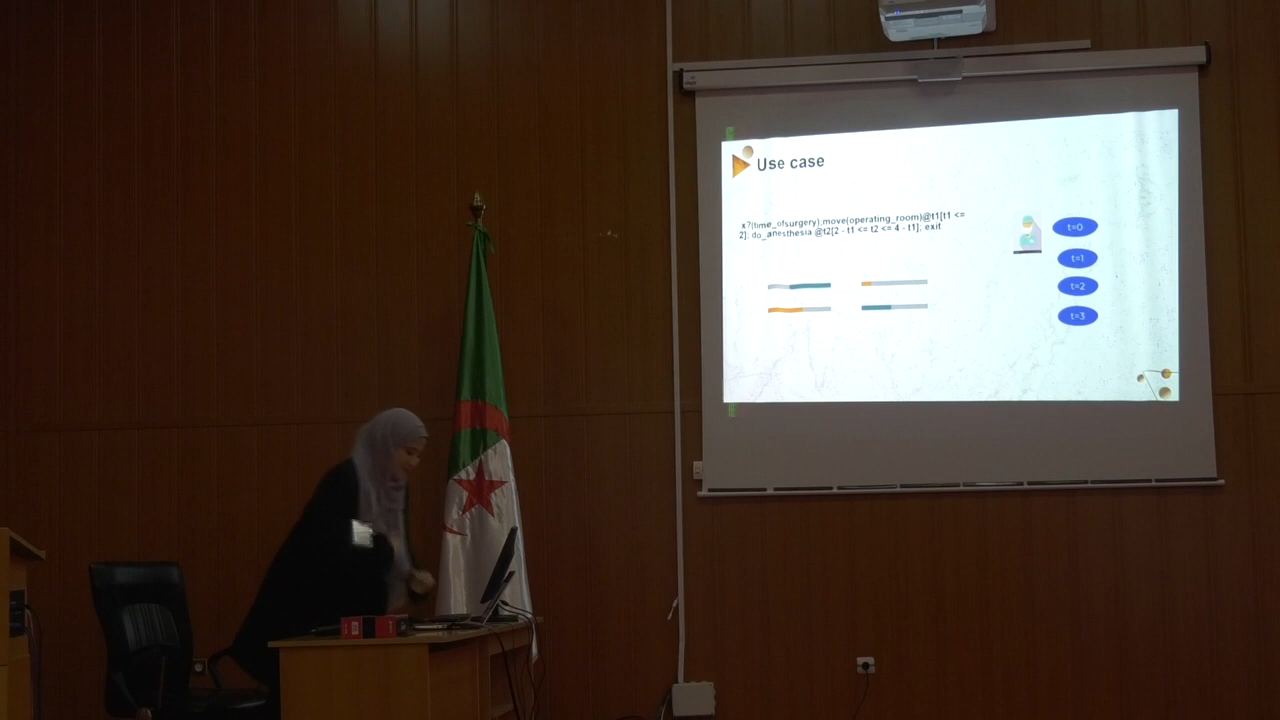 Use case
x?(time_ofsurgery);move(operating_room)@t1[t1 <=
2]; do_anesthesia @t2[2 - t1 <= t2 <= 4 - t1]; exit
t=0
t=1
t=2
t=3